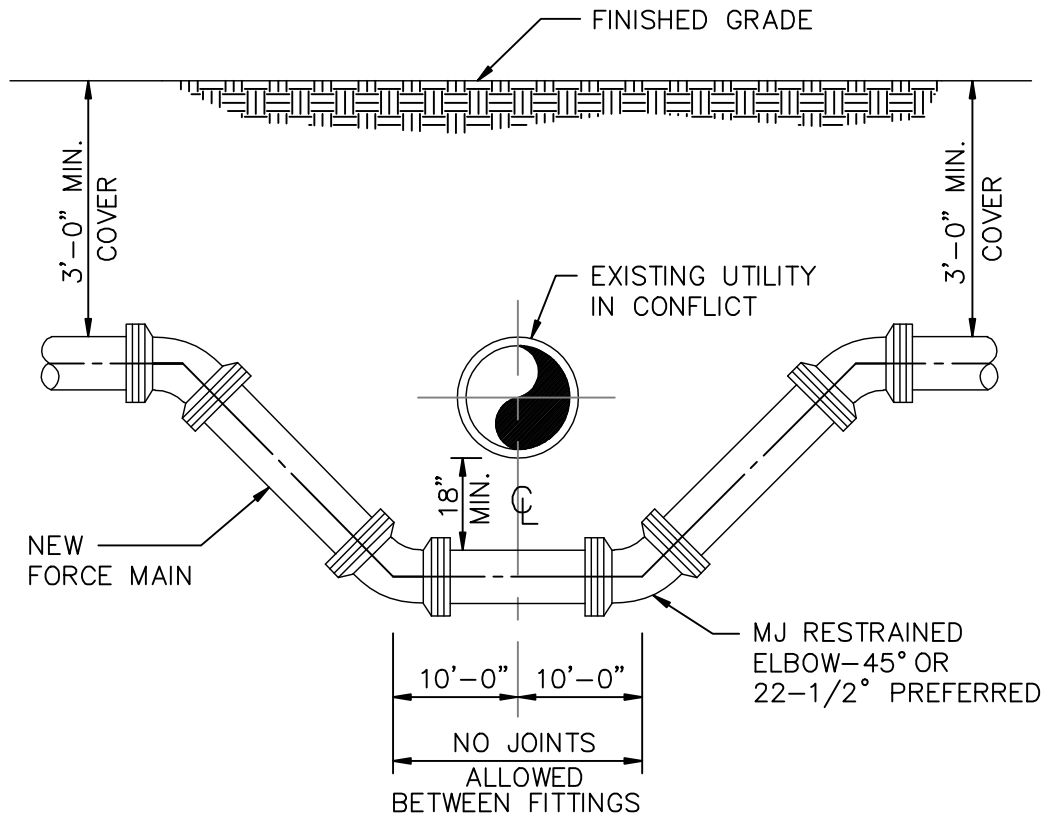 FINISHED GRADE
3'-0" MIN.
COVER
3'-0" MIN.
COVER
EXISTING UTILITY
IN CONFLICT
18"
MIN.
CL
NEW
FORCE MAIN
MJ RESTRAINED
ELBOW-45° OR
22-1/2° PREFERRED
10'-0" 10'-0"
NO JOINTS
ALLOWED
BETWEEN FITTINGS